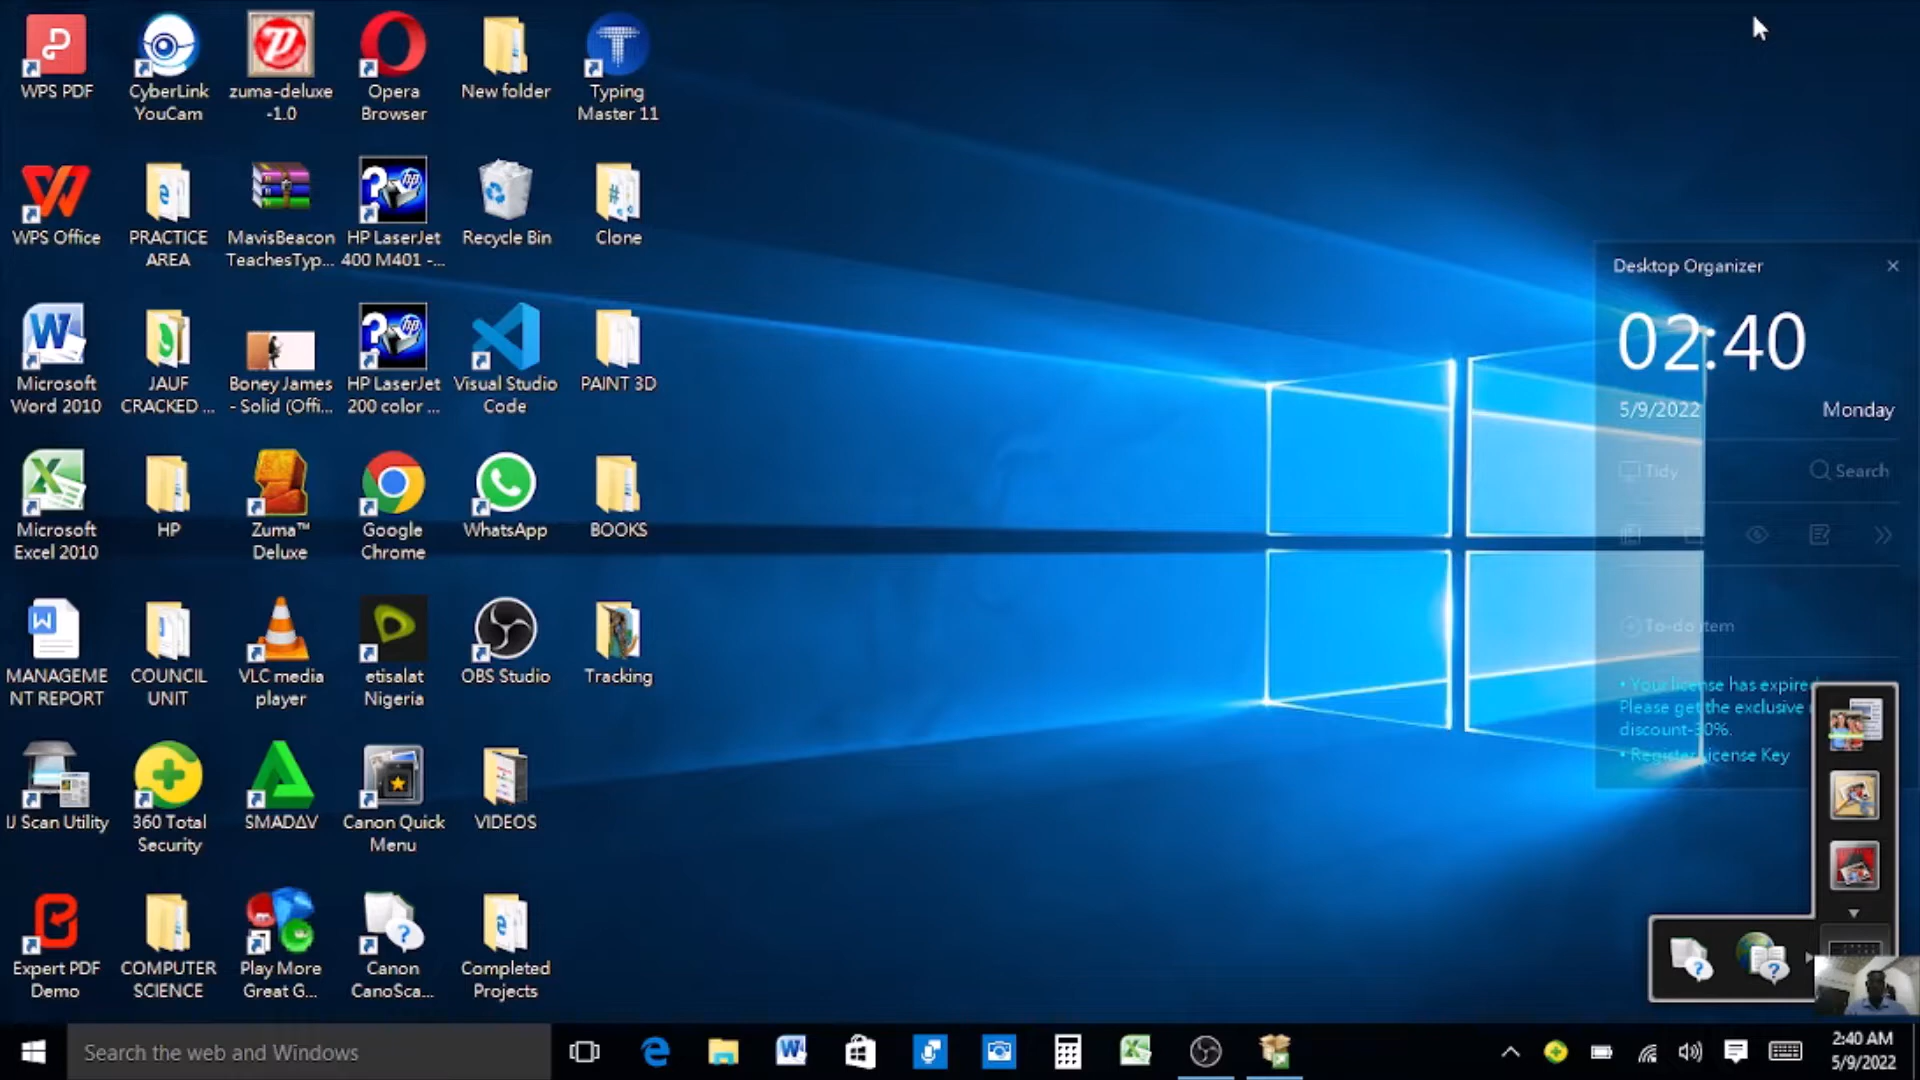 WPS PDF
CyberLink
YouCam
zuma-deluxe
-1.0
Opera
Browser
New folder
Typing
Master 11
WPS Office
PRACTICE
AREA
MavisBeacon
TeachesTyp...
HP LaserJet
400 M401 -...
Recycle Bin
Clone
Microsoft
Word 2010
JAUF
CRACKED ...
Boney James
- Solid (Offi...
HP LaserJet
200 color ...
Visual Studio
Code
PAINT 3D
Microsoft
Excel 2010
HP
Zuma™
Deluxe
Google
Chrome
WhatsApp
BOOKS
MANAGEME
NT REPORT
COUNCIL
UNIT
VLC media
player
etisalat
Nigeria
OBS Studio
Tracking
IJ Scan Utility
360 Total
Security
SMADΔV
Canon Quick
Menu
VIDEOS
Expert PDF
Demo
COMPUTER
SCIENCE
Play More
Great G...
Canon
CanoSca...
Completed
Projects
Desktop Organizer
02:40
5/9/2022 Monday
Tidy Search
To-do item
• Your license has expired
Please get the exclusive
discount-30%.
• Register License Key
Search the web and Windows
2:40 AM
5/9/2022